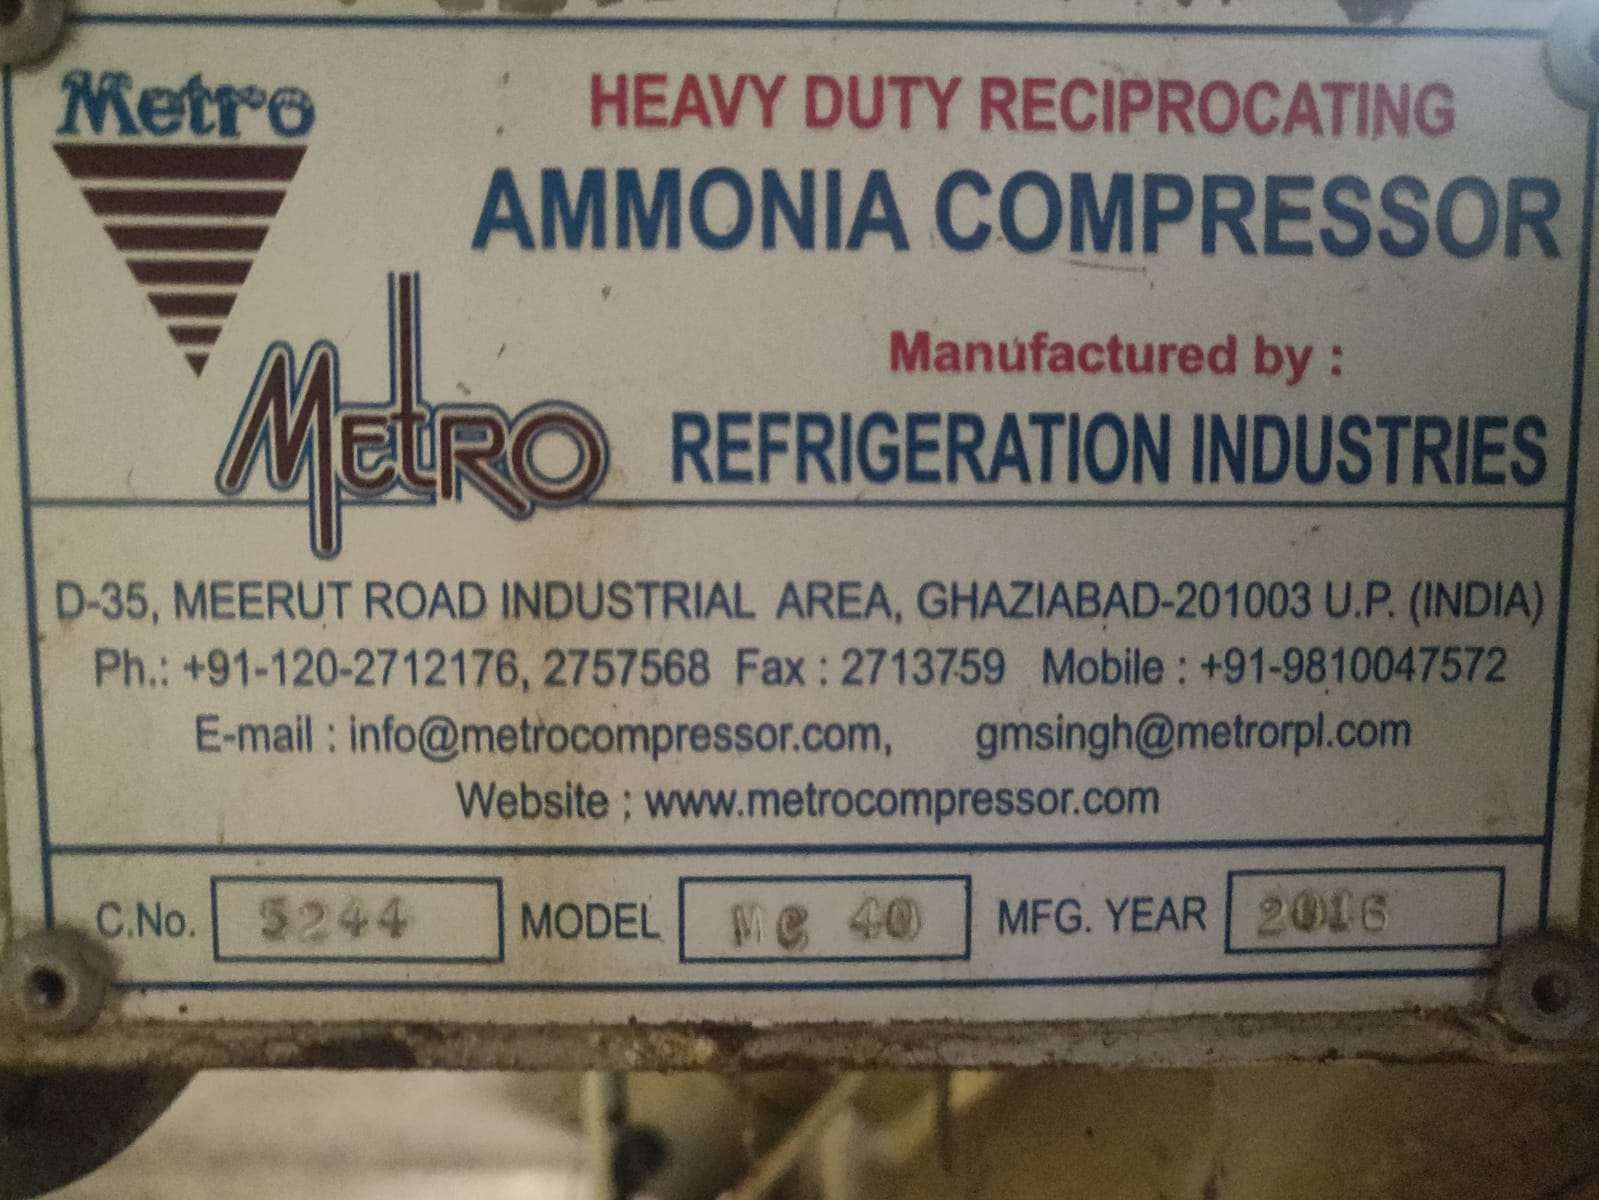 Metro
HEAVY DUTY RECIPROCATING
AMMONIA COMPRESSOR
Manufactured by :
METRO REFRIGERATION INDUSTRIES
D-35, MEERUT ROAD INDUSTRIAL AREA, GHAZIABAD-201003 U.P. (INDIA)
Ph.: +91-120-2712176, 2757568 Fax : 2713759 Mobile : +91-9810047572
E-mail : info@metrocompressor.com, gmsingh@metrorpl.com
Website ; www.metrocompressor.com
C.No. 5244 MODEL MC 40 MFG. YEAR 2016